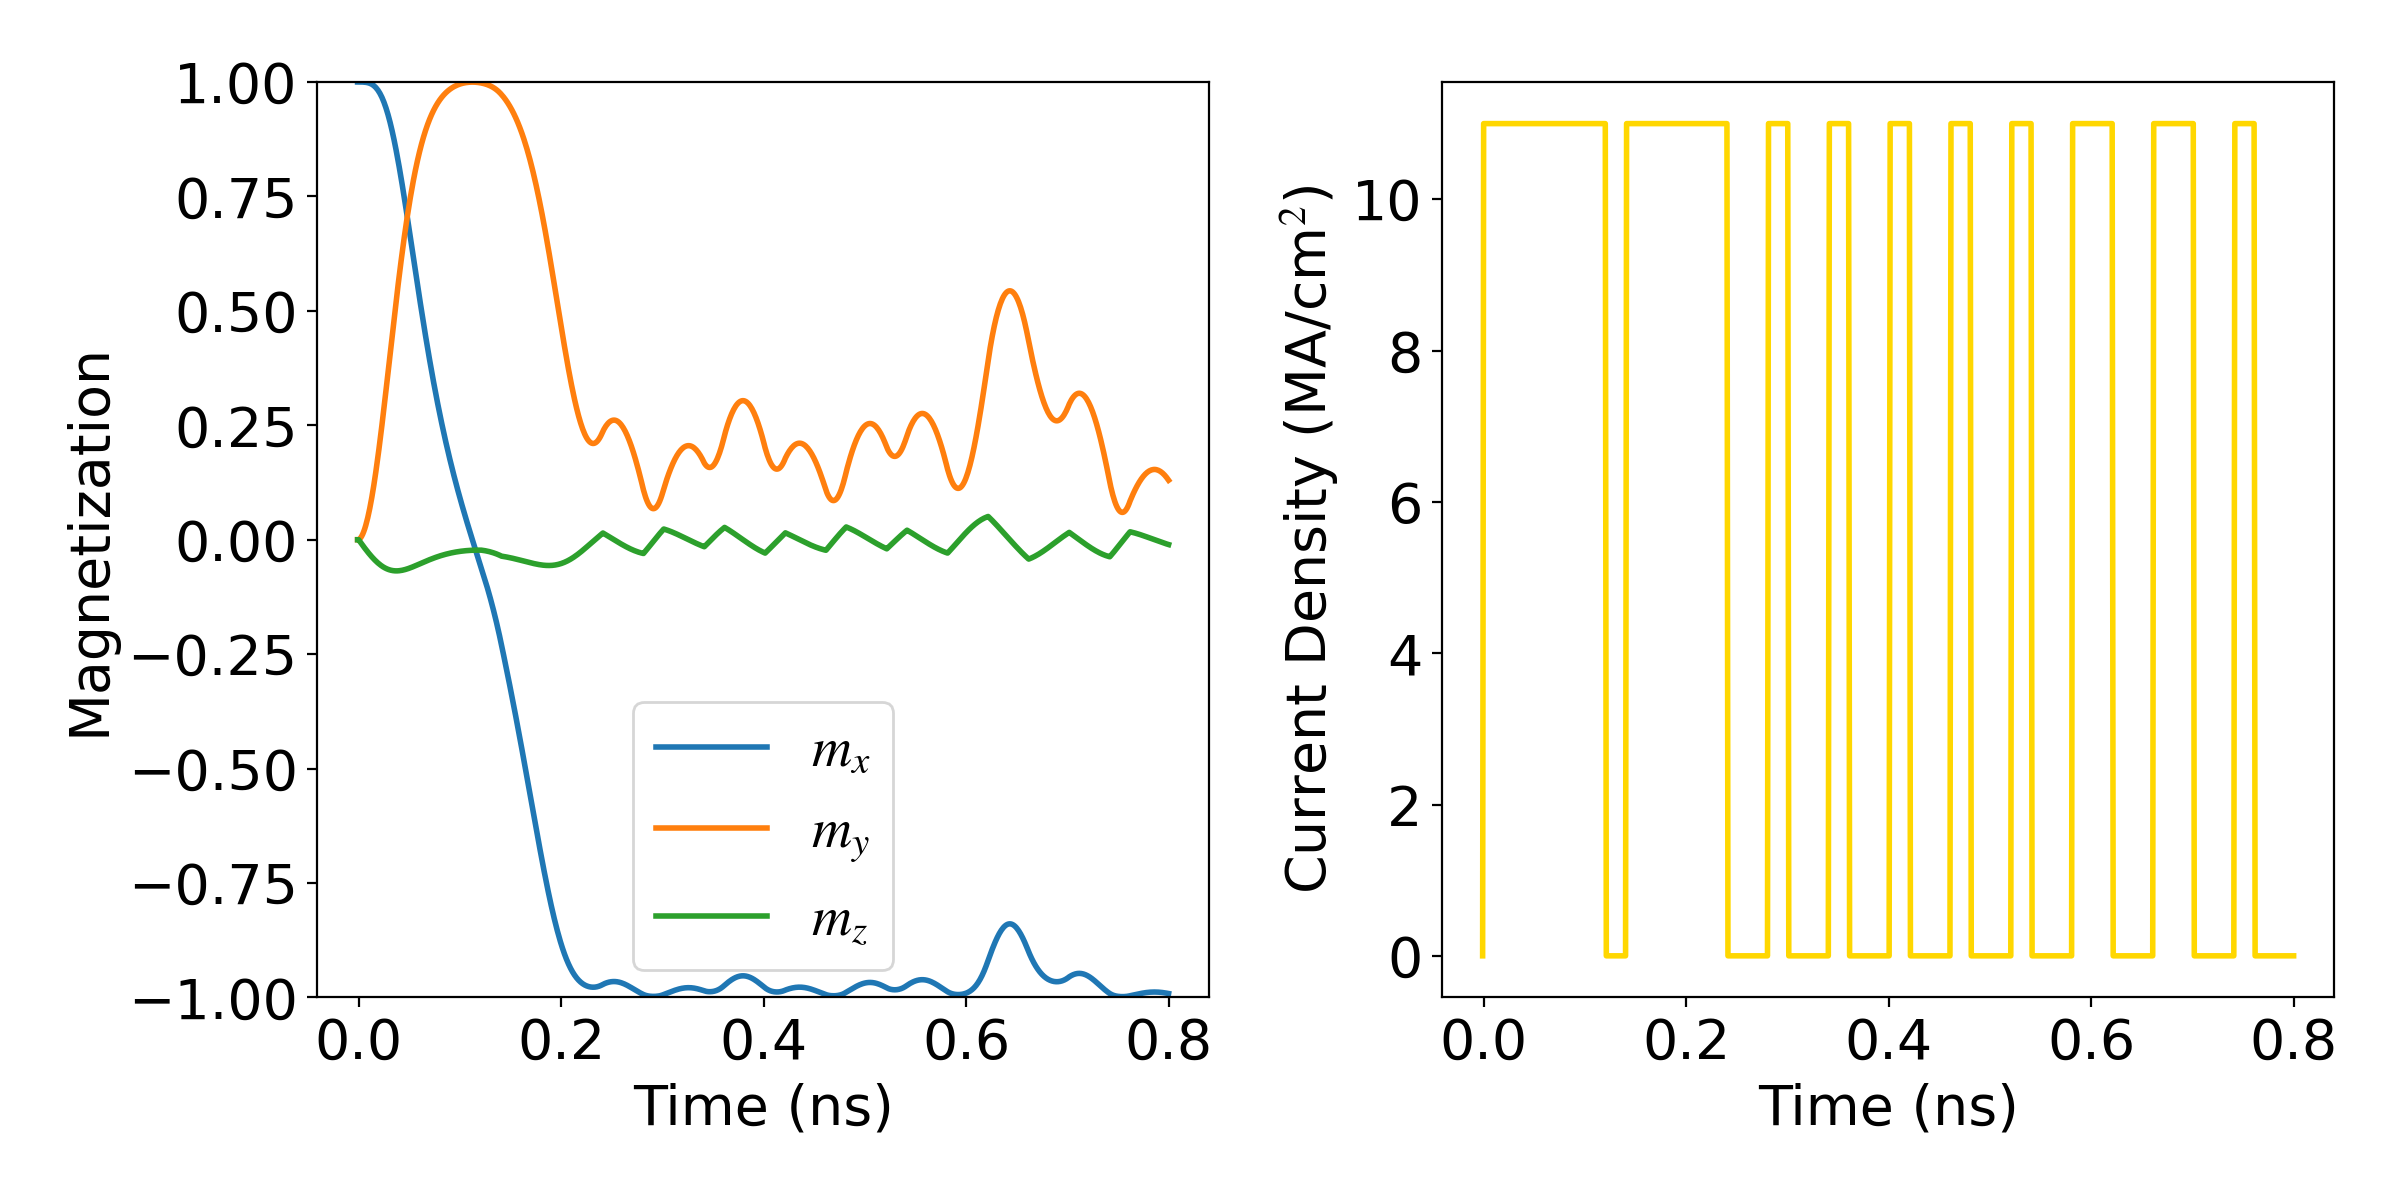 1.00
0.75
0.50
0.25
0.00
−0.25
−0.50
−0.75
−1.00
Magnetization
m_x
m_y
m_z
0.0 0.2 0.4 0.6 0.8
Time (ns)
10
8
6
4
2
0
Current Density (MA/cm²)
0.0 0.2 0.4 0.6 0.8
Time (ns)